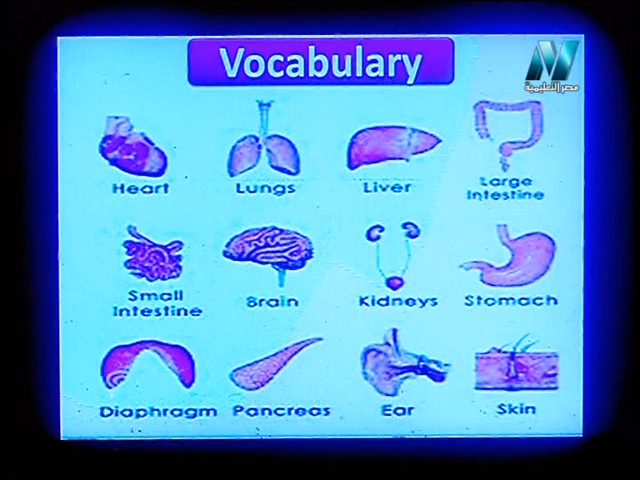 Vocabulary
مصر التعليمية
Heart
Lungs
Liver
Large
Intestine
Small
Intestine
Brain
Kidneys
Stomach
Diaphragm
Pancreas
Ear
Skin